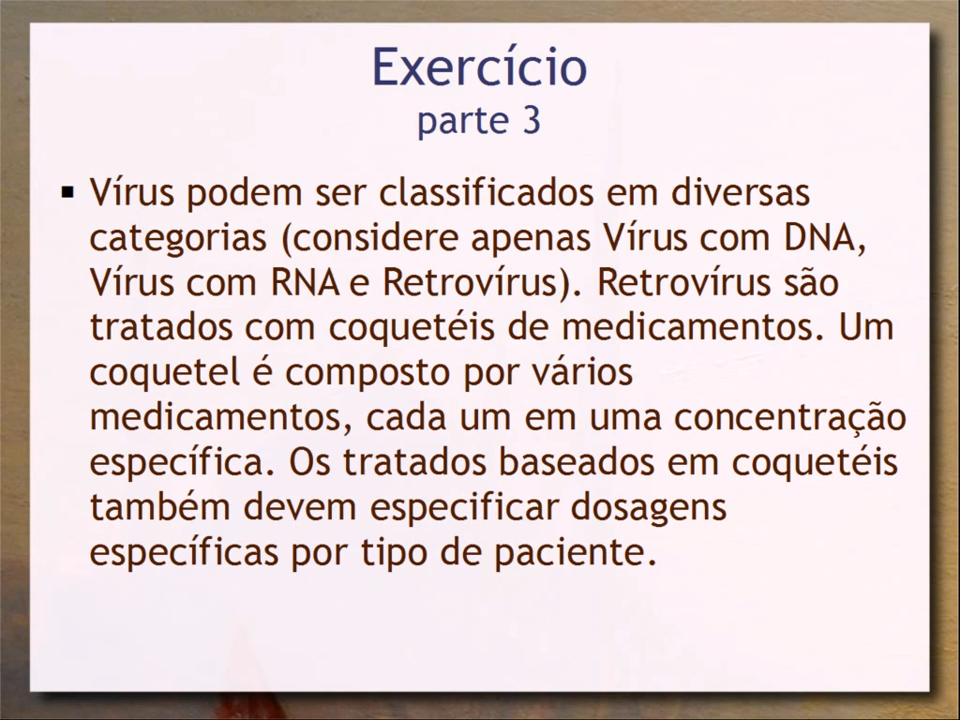 Exercício
parte 3
▪ Vírus podem ser classificados em diversas
categorias (considere apenas Vírus com DNA,
Vírus com RNA e Retrovírus). Retrovírus são
tratados com coquetéis de medicamentos. Um
coquetel é composto por vários
medicamentos, cada um em uma concentração
específica. Os tratados baseados em coquetéis
também devem especificar dosagens
específicas por tipo de paciente.